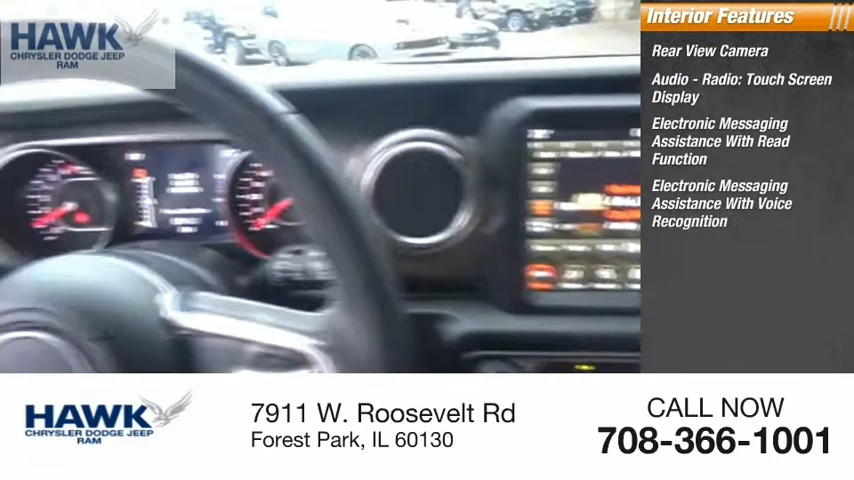 HAWK
CHRYSLER DODGE JEEP
RAM
Interior Features
Rear View Camera
Audio - Radio: Touch Screen
Display
Electronic Messaging
Assistance With Read
Function
Electronic Messaging
Assistance With Voice
Recognition
HAWK
CHRYSLER DODGE JEEP
RAM
7911 W. Roosevelt Rd
Forest Park, IL 60130
CALL NOW
708-366-1001